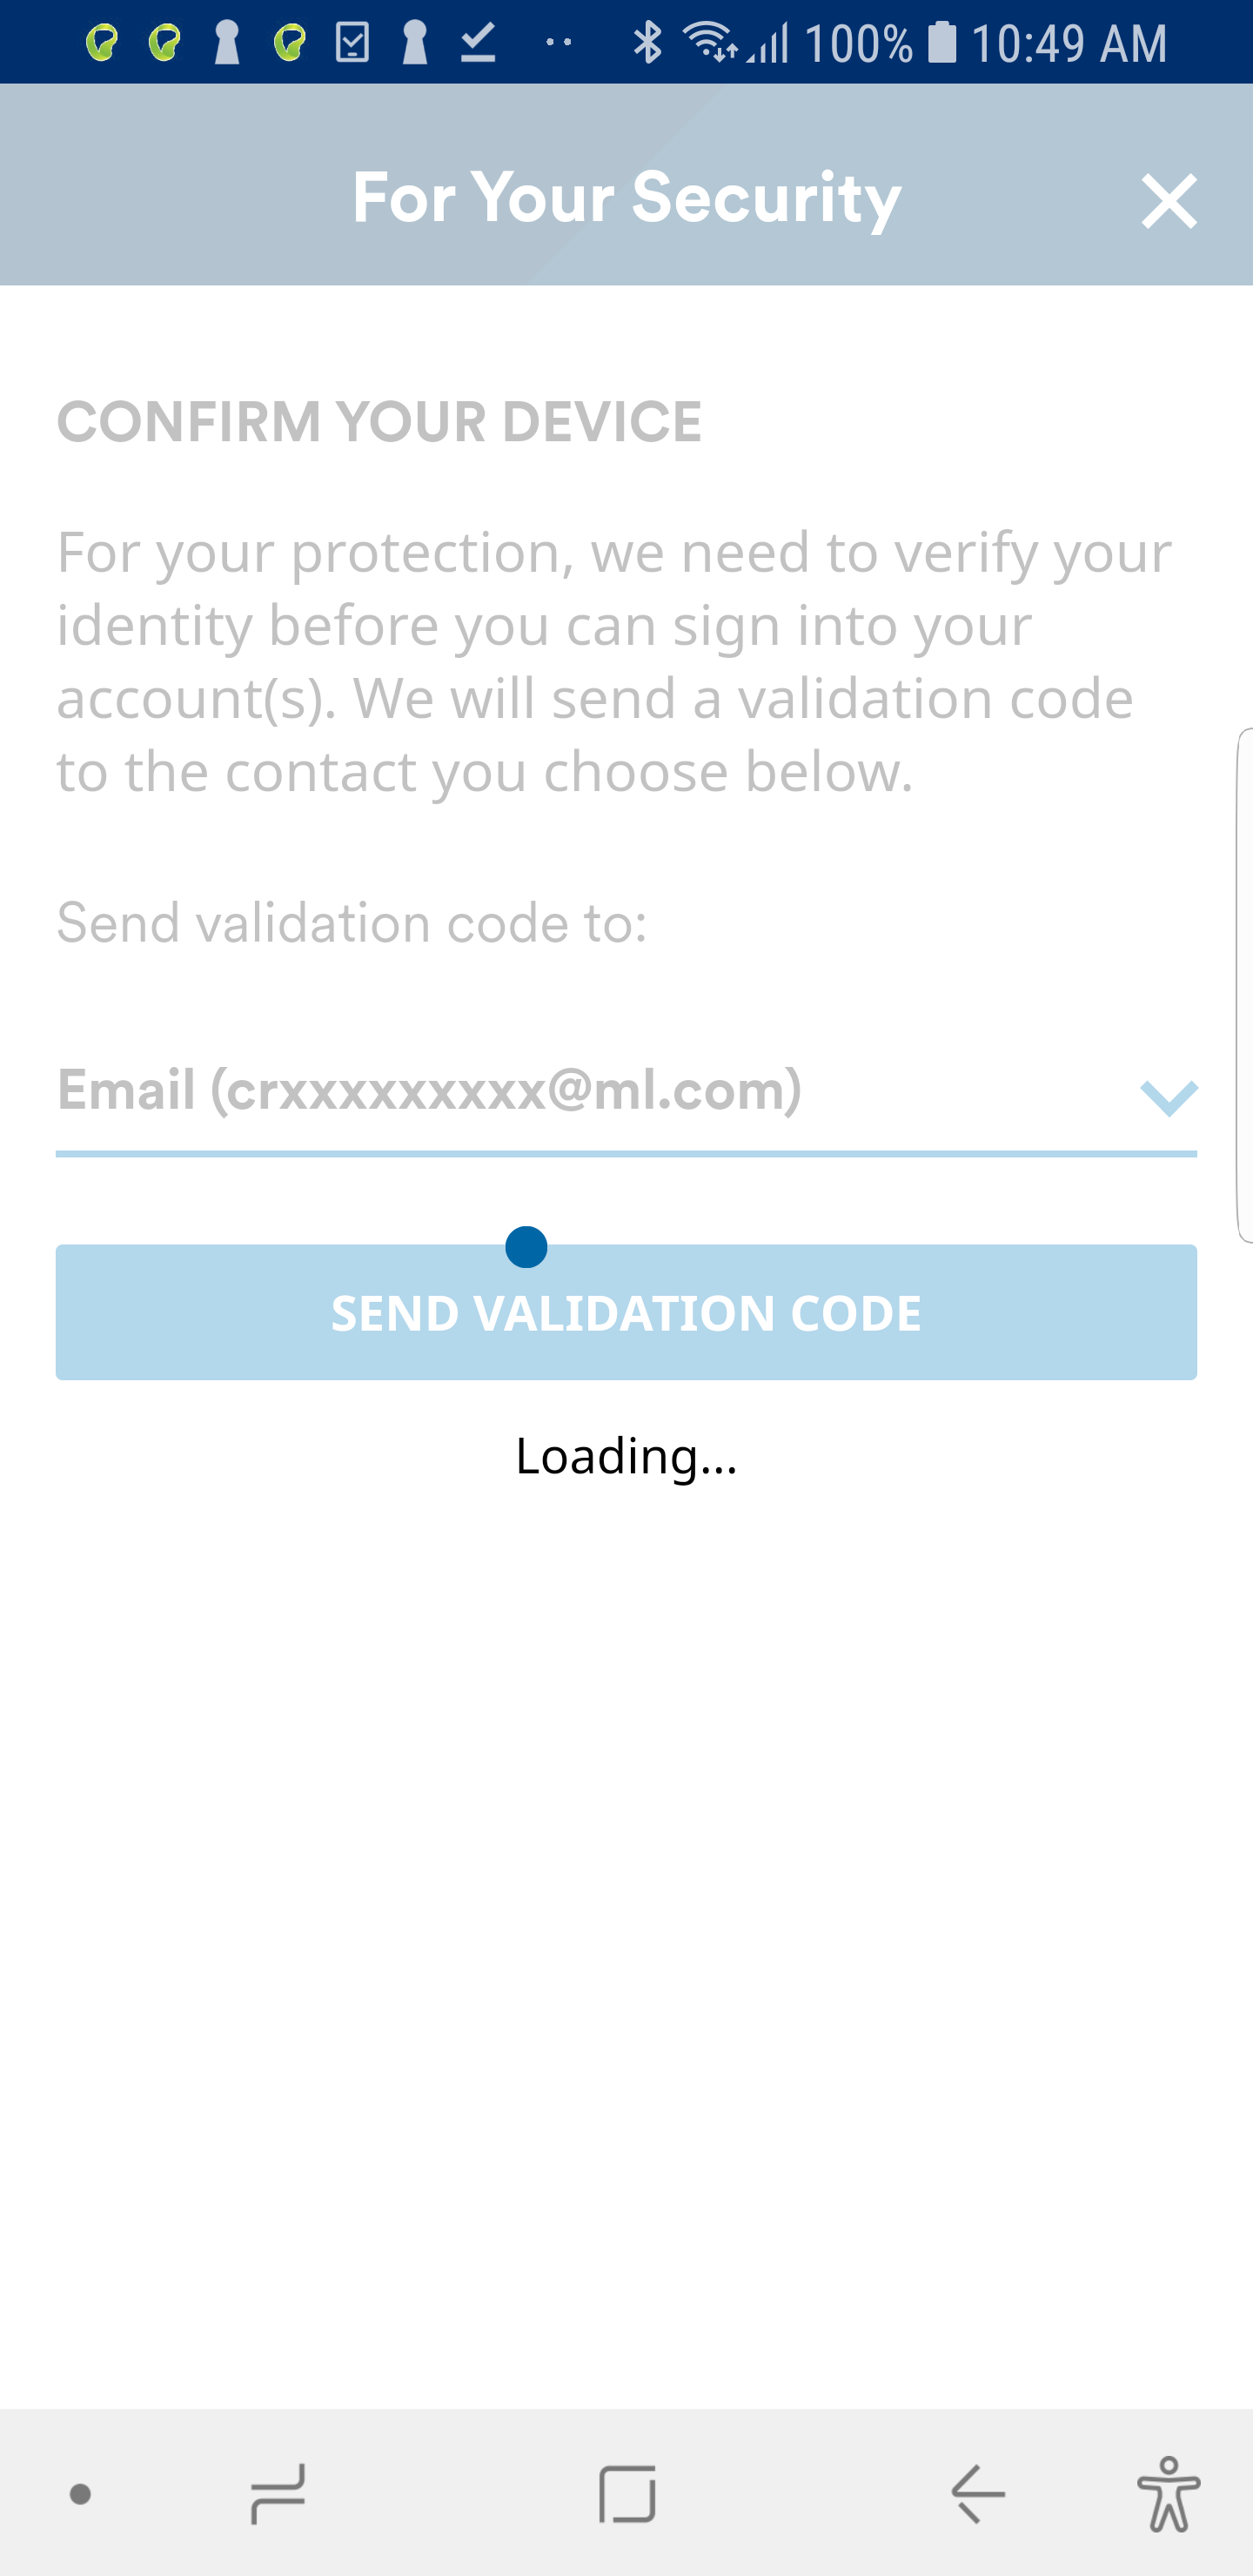 100% 10:49 AM
For Your Security
CONFIRM YOUR DEVICE
For your protection, we need to verify your
identity before you can sign into your
account(s). We will send a validation code
to the contact you choose below.
Send validation code to:
Email (crxxxxxxxxxx@ml.com)
SEND VALIDATION CODE
Loading...